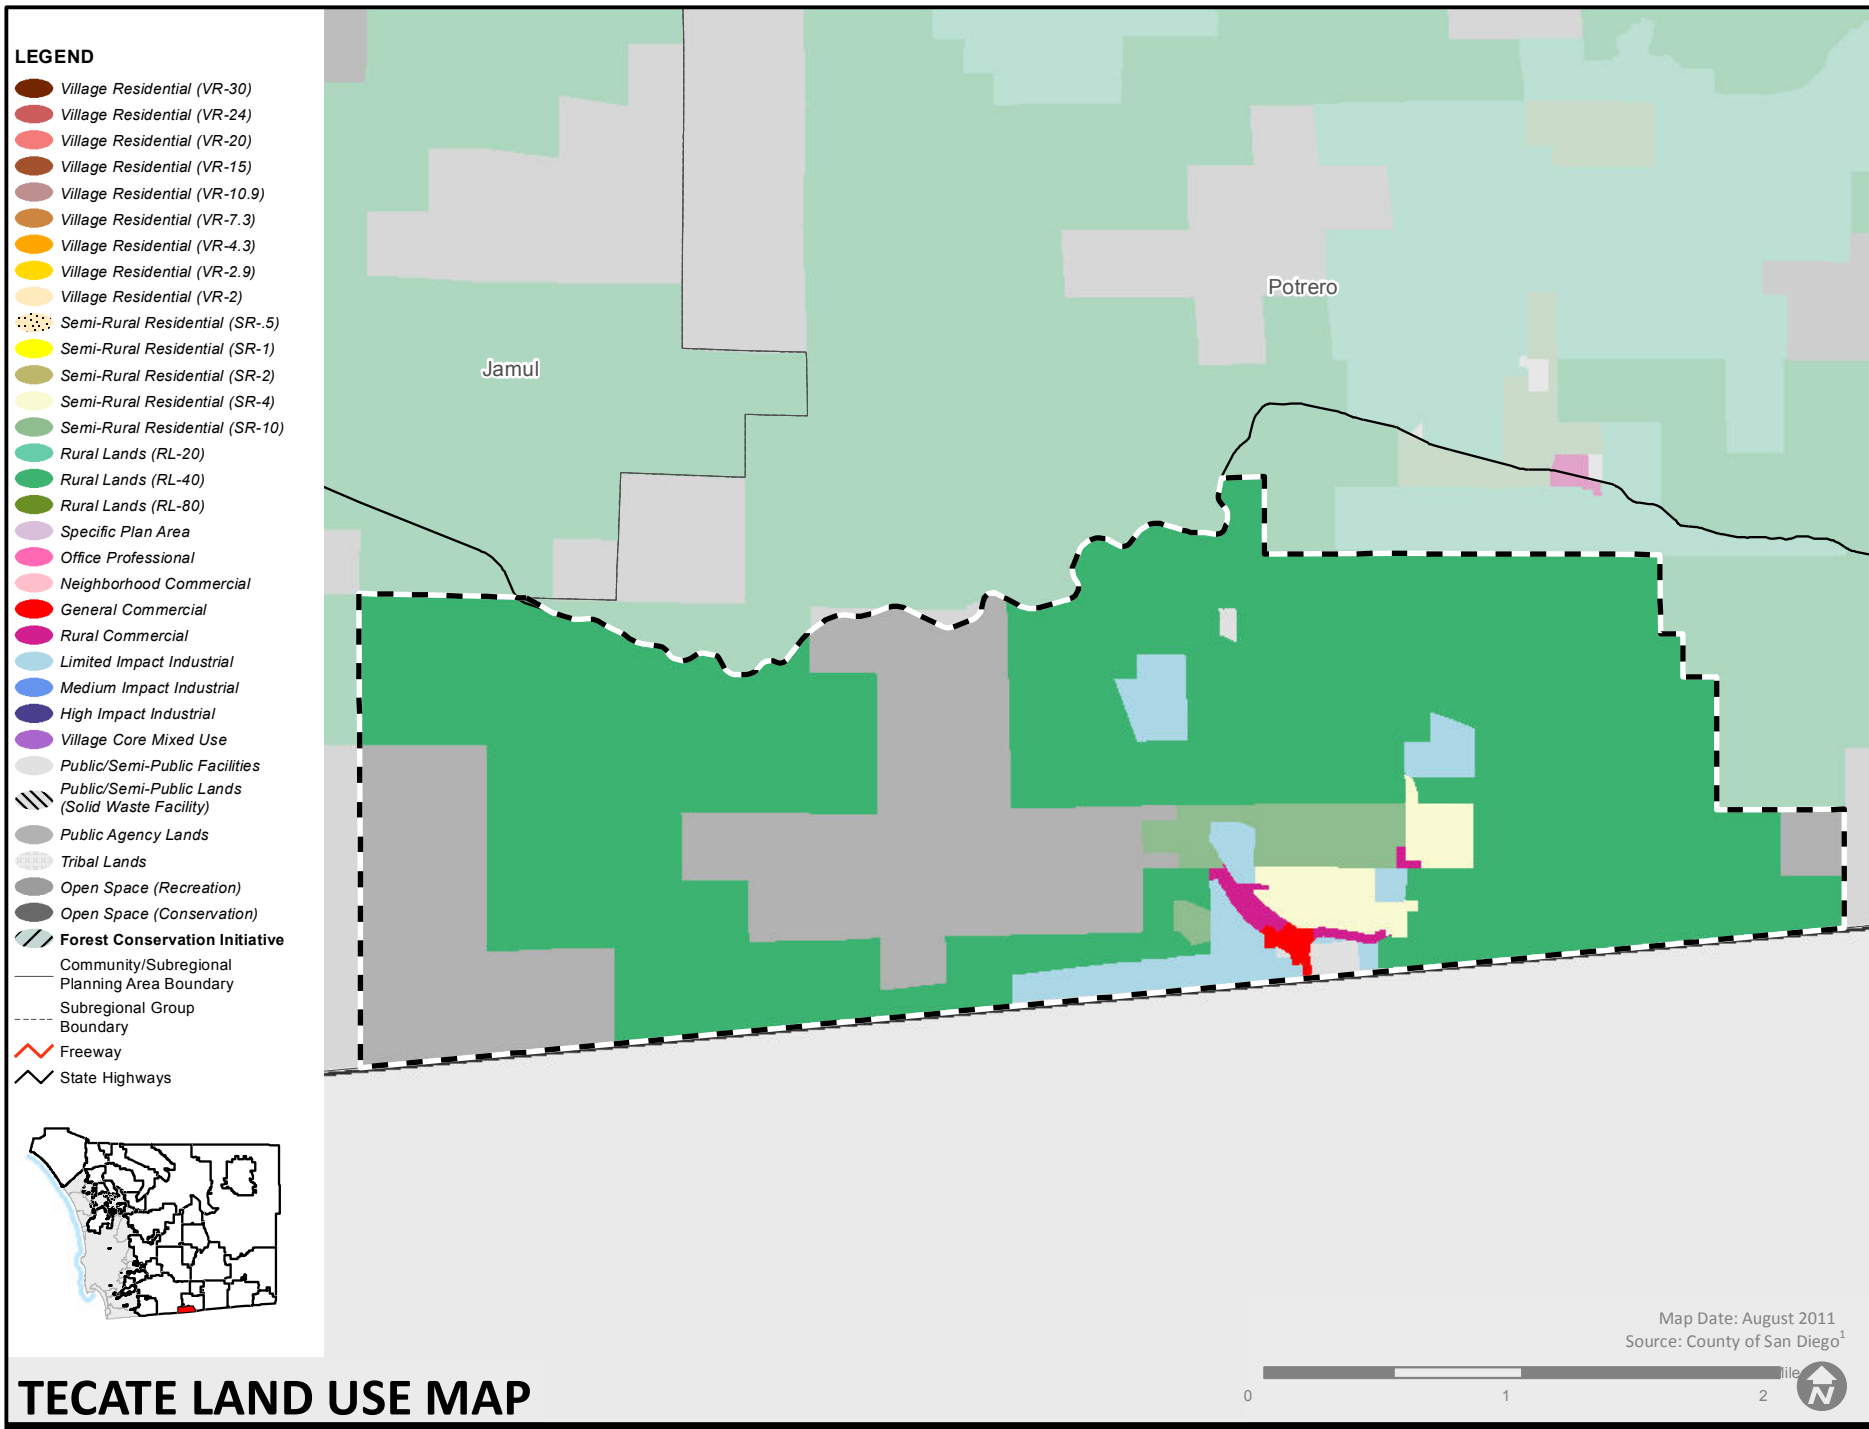 LEGEND
Village Residential (VR-30)
Village Residential (VR-24)
Village Residential (VR-20)
Village Residential (VR-15)
Village Residential (VR-10.9)
Village Residential (VR-7.3)
Village Residential (VR-4.3)
Village Residential (VR-2.9)
Village Residential (VR-2)
Semi-Rural Residential (SR-.5)
Semi-Rural Residential (SR-1)
Semi-Rural Residential (SR-2)
Semi-Rural Residential (SR-4)
Semi-Rural Residential (SR-10)
Rural Lands (RL-20)
Rural Lands (RL-40)
Rural Lands (RL-80)
Specific Plan Area
Office Professional
Neighborhood Commercial
General Commercial
Rural Commercial
Limited Impact Industrial
Medium Impact Industrial
High Impact Industrial
Village Core Mixed Use
Public/Semi-Public Facilities
Public/Semi-Public Lands
(Solid Waste Facility)
Public Agency Lands
Tribal Lands
Open Space (Recreation)
Open Space (Conservation)
Forest Conservation Initiative
Community/Subregional
Planning Area Boundary
Subregional Group
Boundary
Freeway
State Highways
Jamul
Potrero
Map Date: August 2011
Source: County of San Diego1
0 1 2
N
TECATE LAND USE MAP